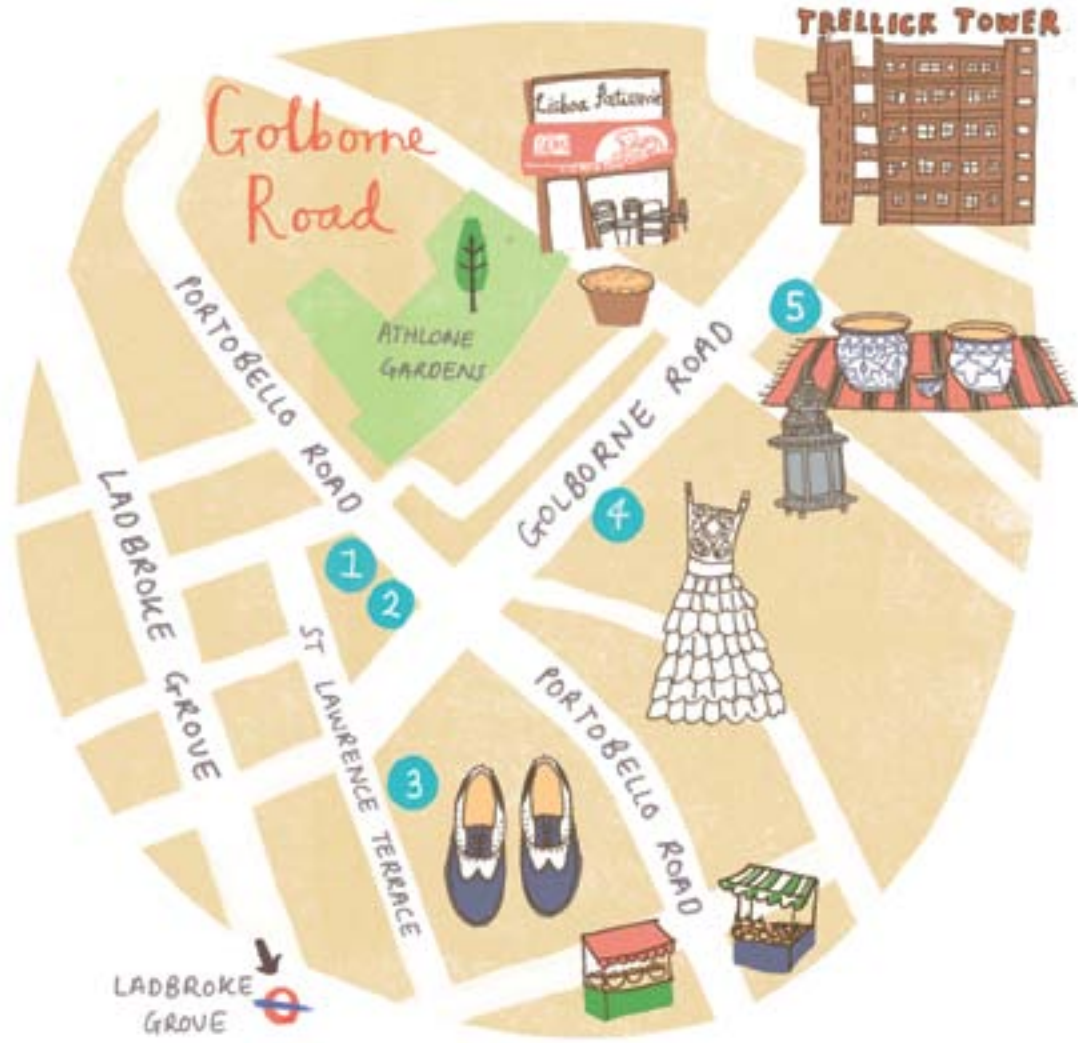 TRELLICK TOWER
Golborne
Road
Lisboa Patisserie
PORTOBELLO ROAD
ATHLONE
GARDENS
GOLBORNE ROAD
5
4
LADBROKE GROVE
1
2
ST LAWRENCE TERRACE
3
PORTOBELLO ROAD
LADBROKE
GROVE